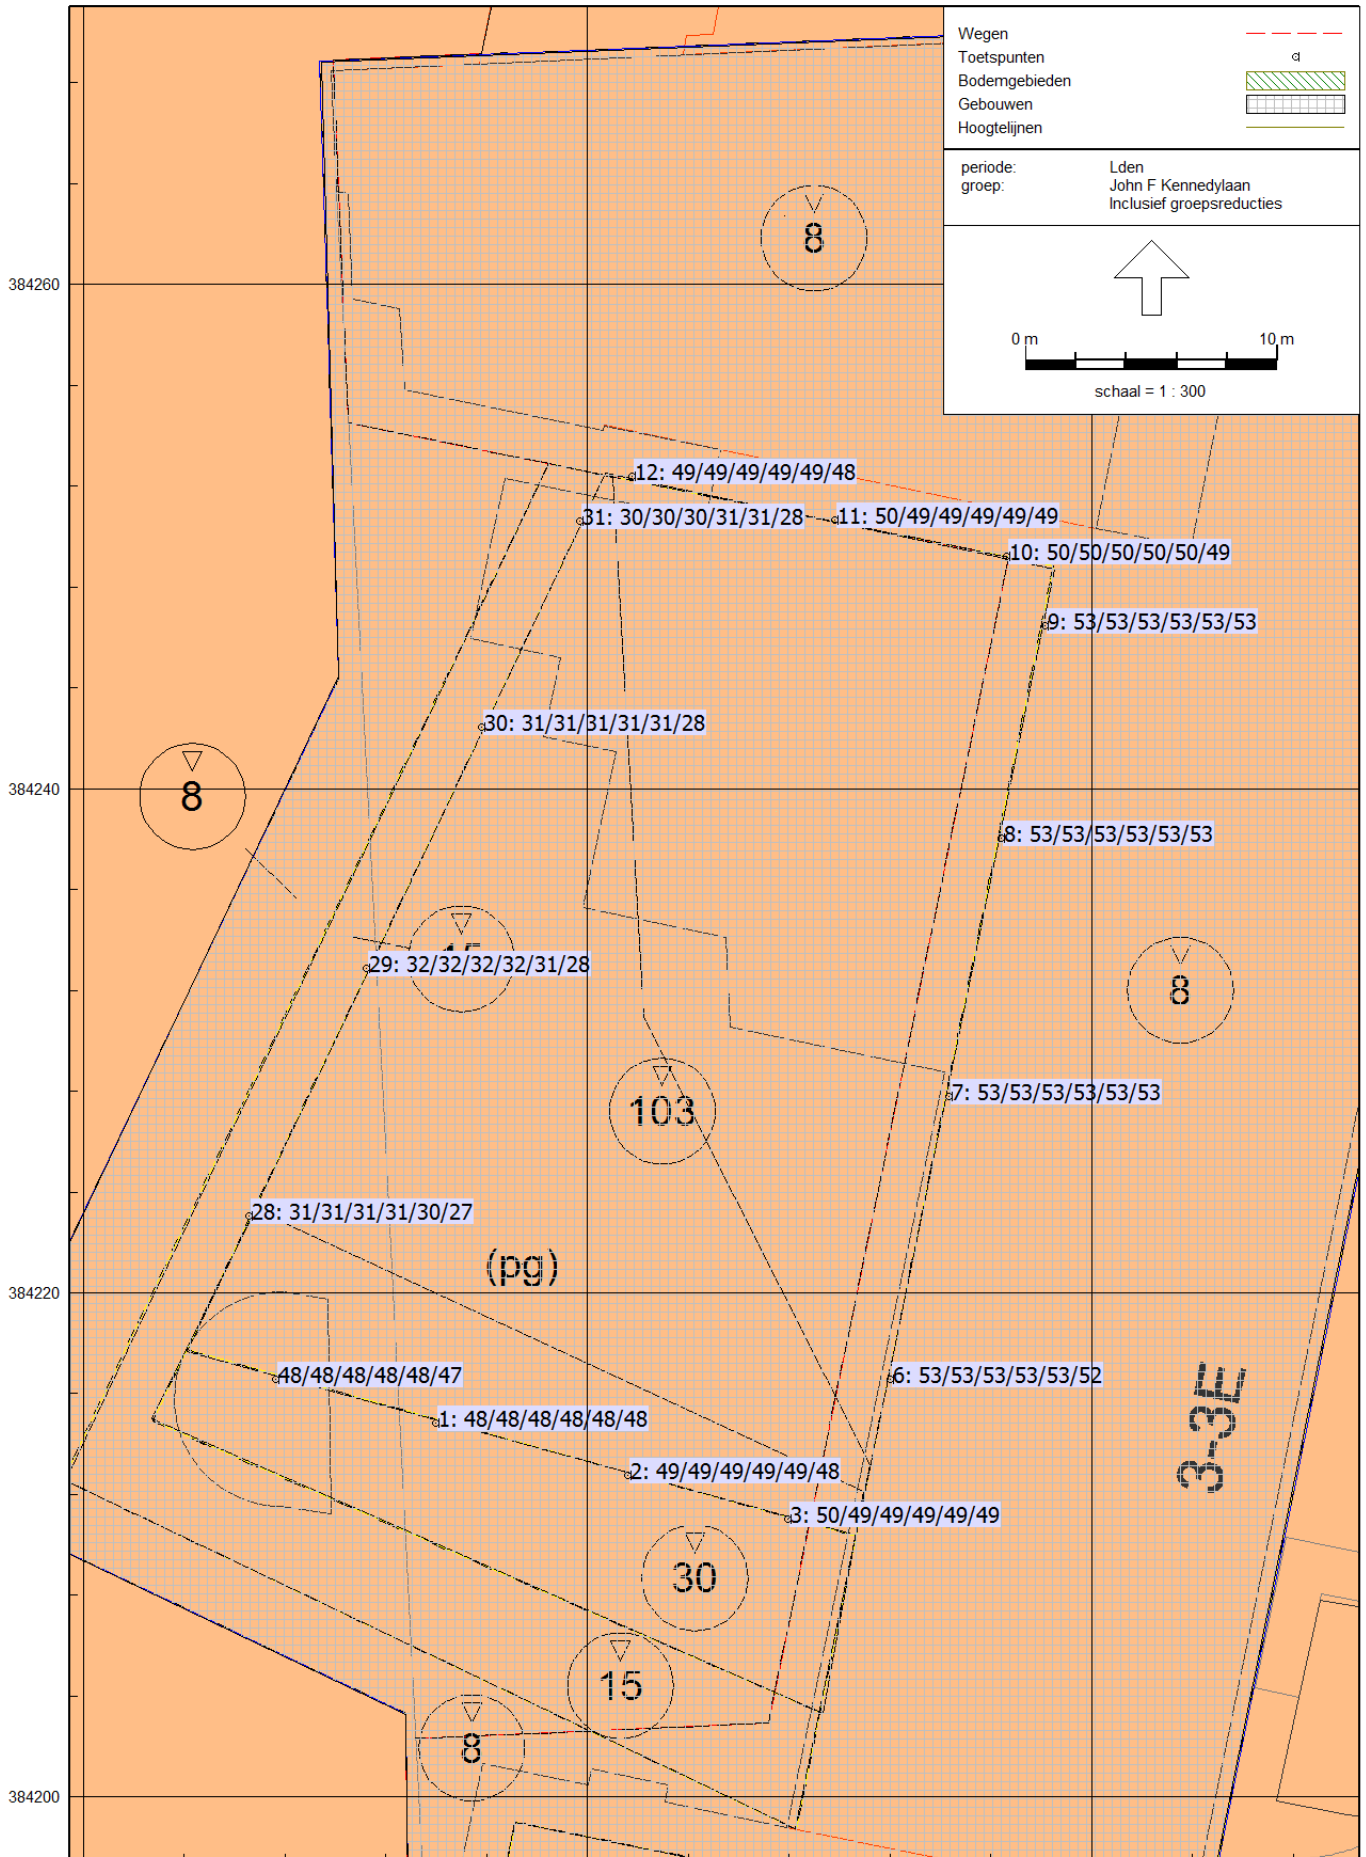 Wegen
Toetspunten
Bodemgebieden
Gebouwen
Hoogtelijnen
periode: Lden
groep: John F Kennedylaan
Inclusief groepsreducties
0 m 10 m
schaal = 1 : 300
8
384260
12: 49/49/49/49/49/48
31: 30/30/30/31/31/28
11: 50/49/49/49/49/49
10: 50/50/50/50/50/49
9: 53/53/53/53/53/53
30: 31/31/31/31/31/28
384240
8
8: 53/53/53/53/53/53
15
29: 32/32/32/32/31/28
8
7: 53/53/53/53/53/53
103
28: 31/31/31/31/30/27
(pg)
384220
48/48/48/48/48/47
6: 53/53/53/53/53/52
1: 48/48/48/48/48/48
3-3E
2: 49/49/49/49/49/48
3: 50/49/49/49/49/49
30
15
8
384200